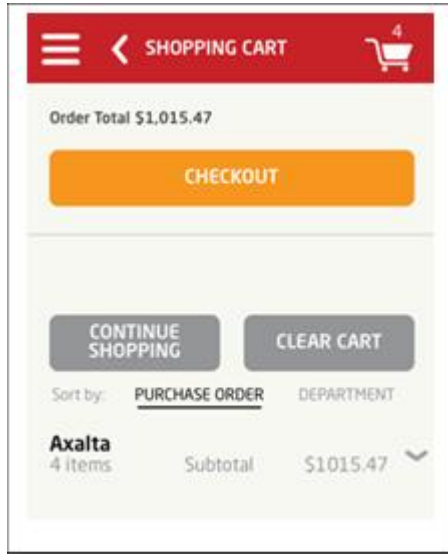 4
SHOPPING CART
Order Total $1,015.47
CHECKOUT
CONTINUE
SHOPPING
CLEAR CART
Sort by: PURCHASE ORDER DEPARTMENT
Axalta
4 items Subtotal $1015.47